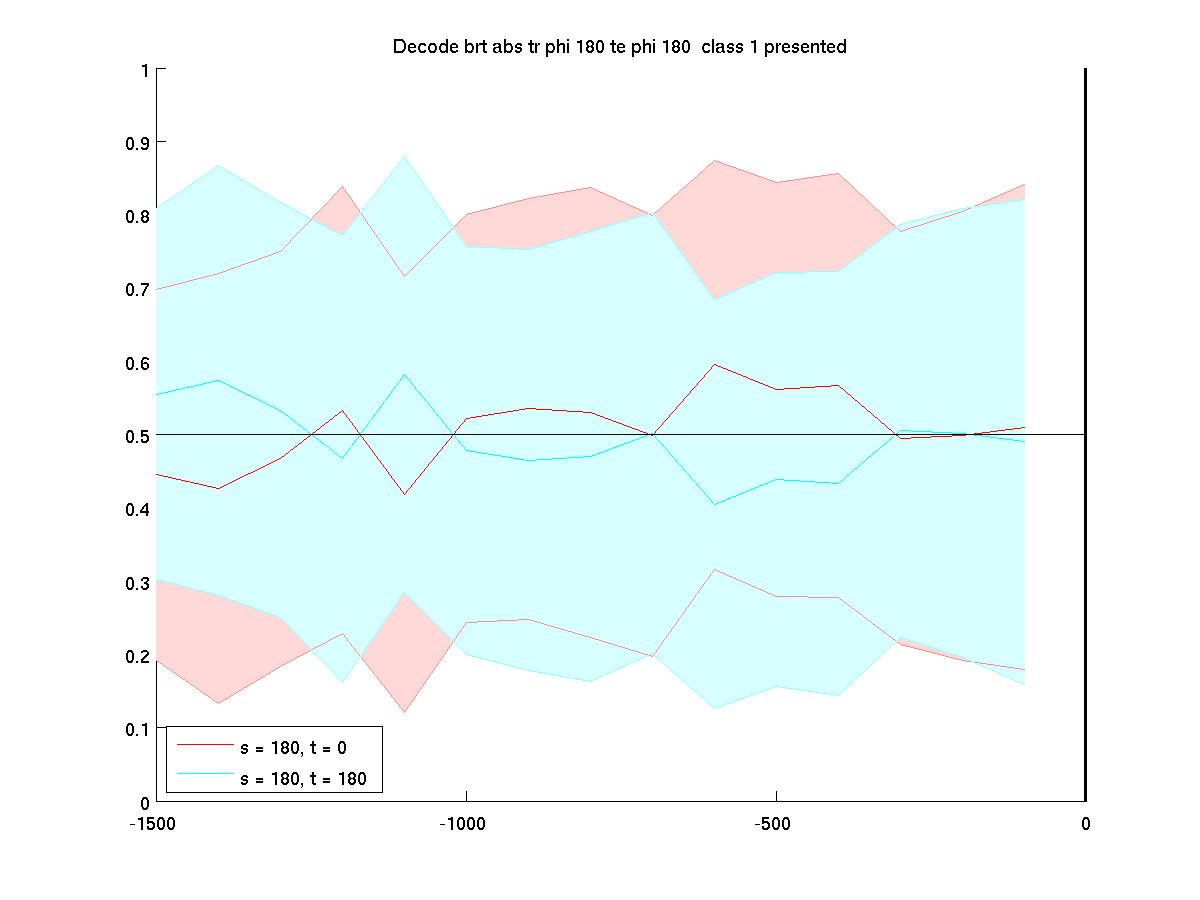 Decode brt abs tr phi 180 te phi 180  class 1 presented
1
0.9
0.8
0.7
0.6
0.5
0.4
0.3
0.2
0.1
0
s = 180, t = 0
s = 180, t = 180
-1500 -1000 -500 0